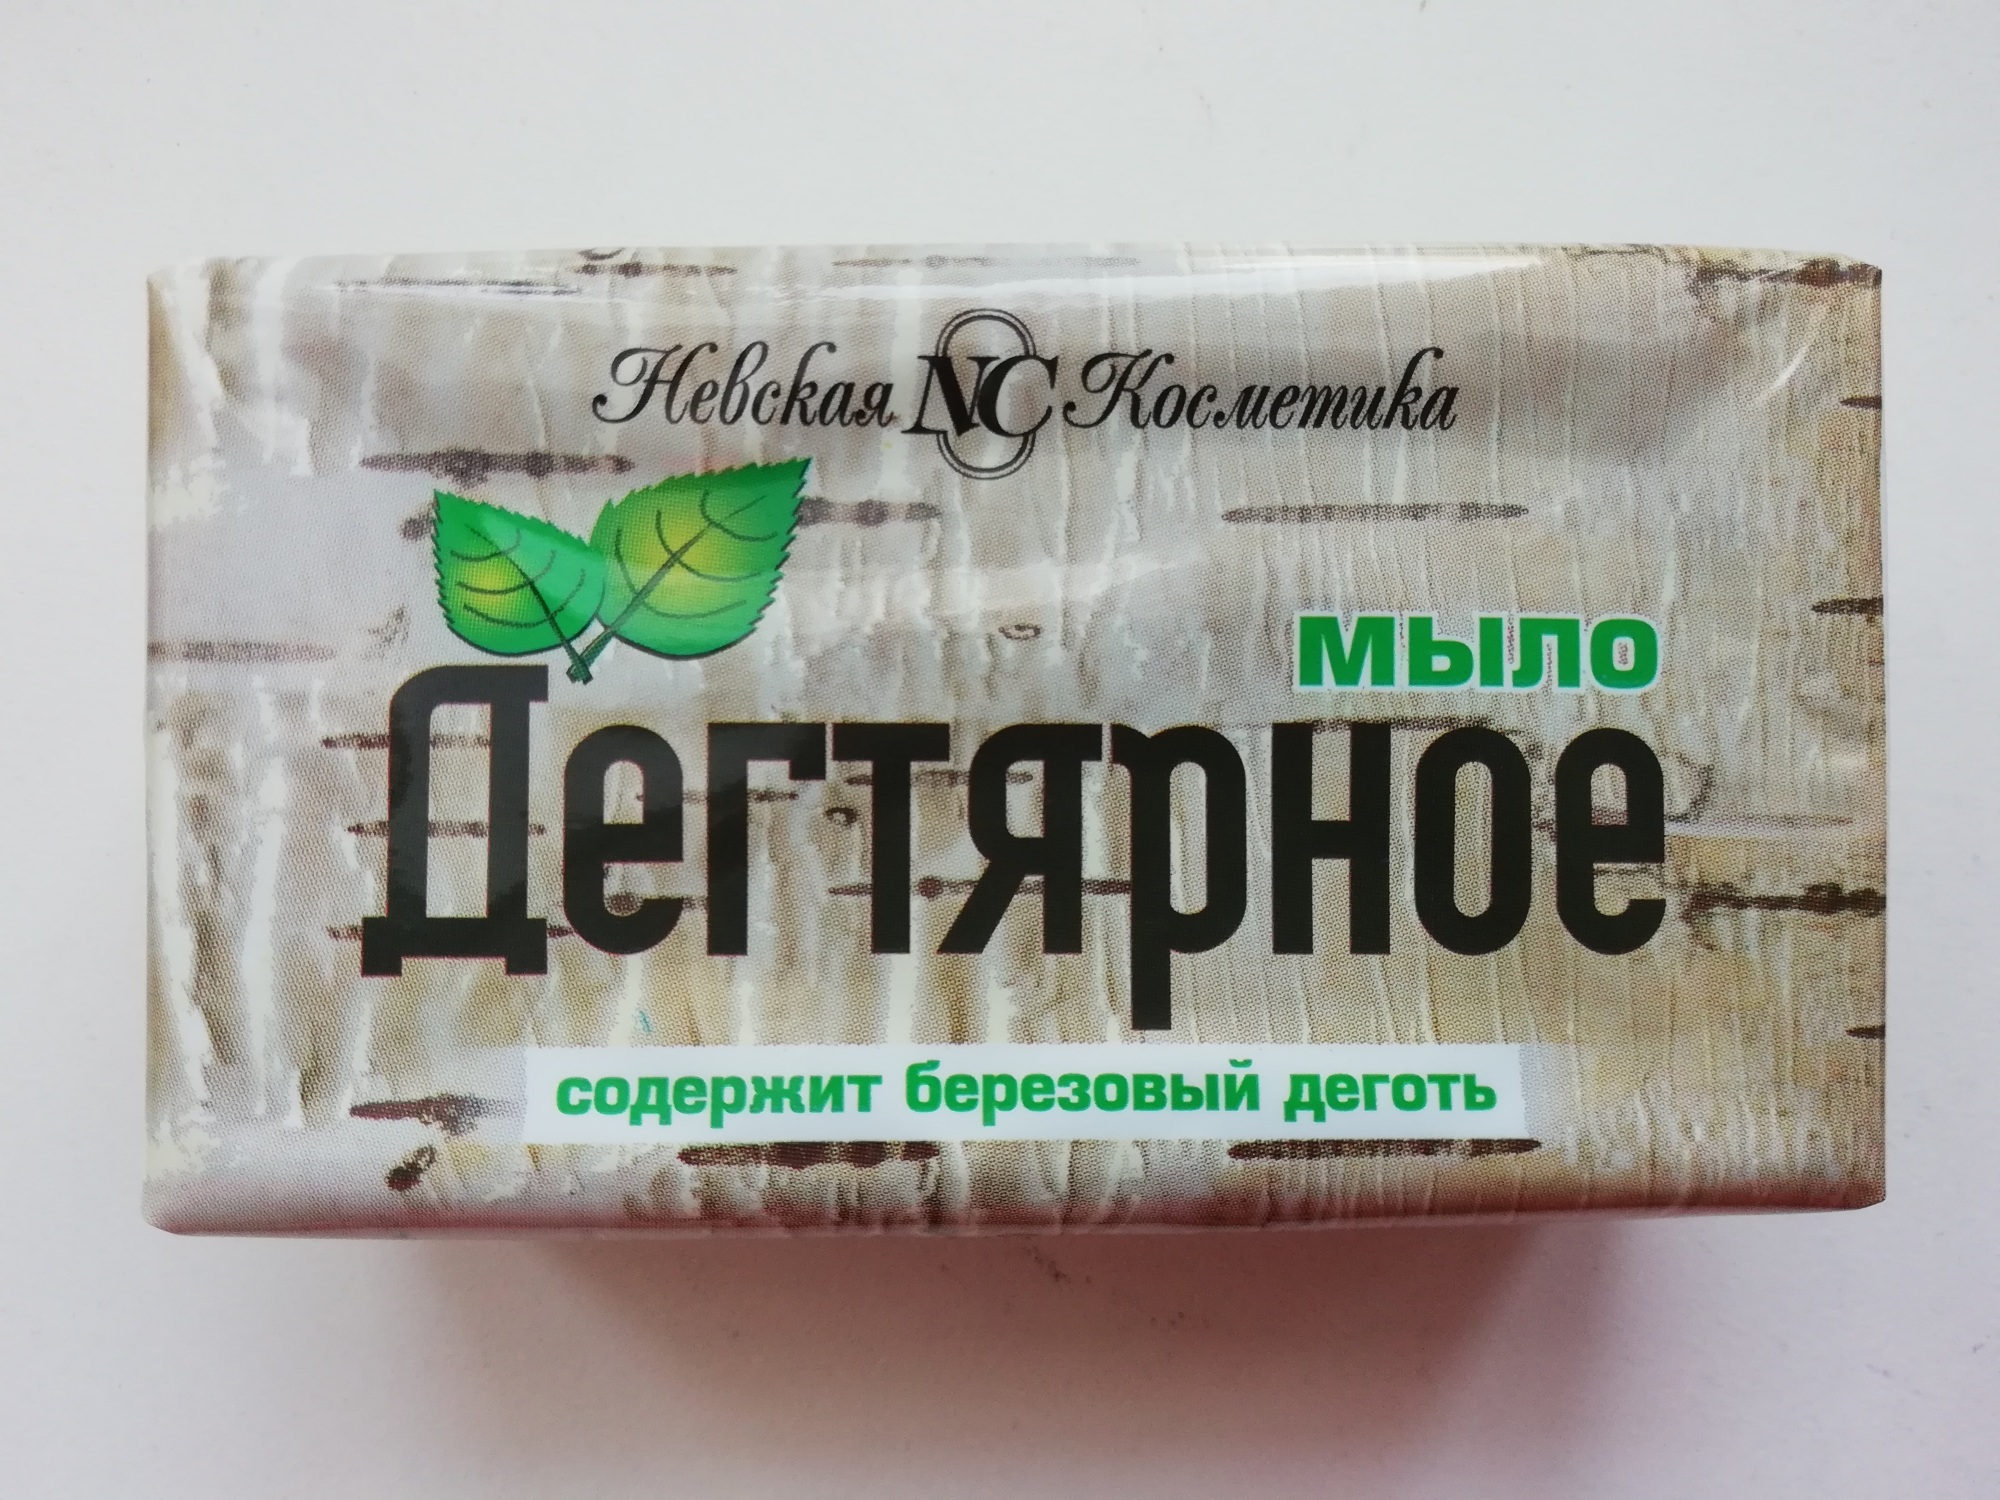 Невская NC Косметика
мыло
Дегтярное
содержит березовый деготь